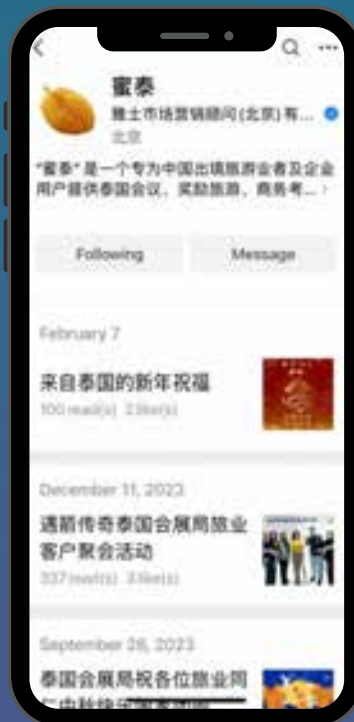 蜜泰
雅士市场营销顾问(北京)有...
北京
"蜜泰" 是一个专为中国出境旅游业者及企业
用户提供泰国会议、奖励旅游、商务考...
Following
Message
February 7
来自泰国的新年祝福
100 read(s) 2 like(s)
December 11, 2023
遇箭传奇泰国会展局旅业
客户聚会活动
337 read(s) 3 like(s)
September 28, 2023
泰国会展局祝各位旅业同